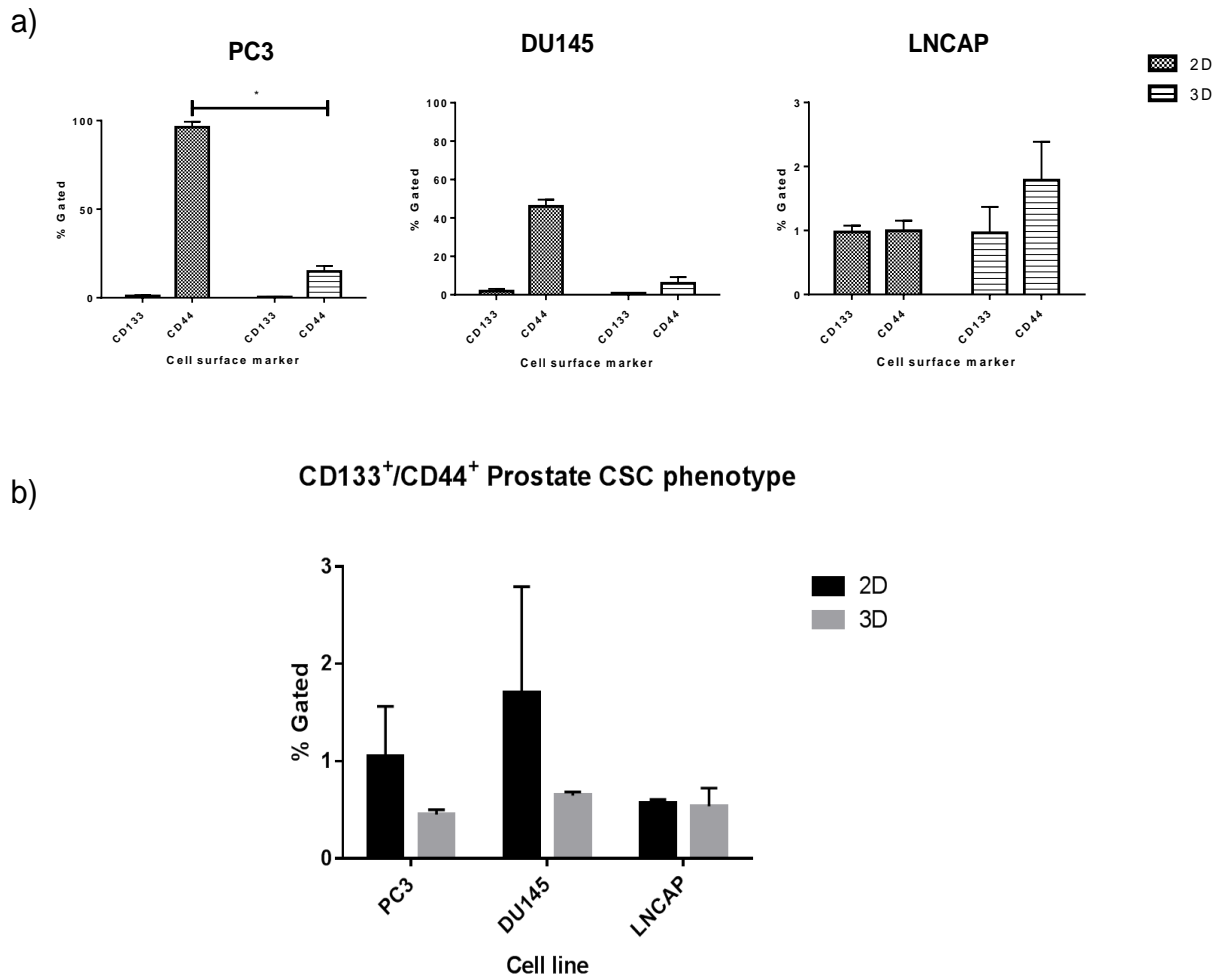 a)
PC3
DU145
LNCAP
2D
3D
*
% Gated
100
50
0
CD133
CD44
CD133
CD44
Cell surface marker
% Gated
100
80
60
40
20
0
CD133
CD44
CD133
CD44
Cell surface marker
% Gated
3
2
1
0
CD133
CD44
CD133
CD44
Cell surface marker
b)
CD133+/CD44+ Prostate CSC phenotype
2D
3D
% Gated
3
2
1
0
PC3
DU145
LNCAP
Cell line